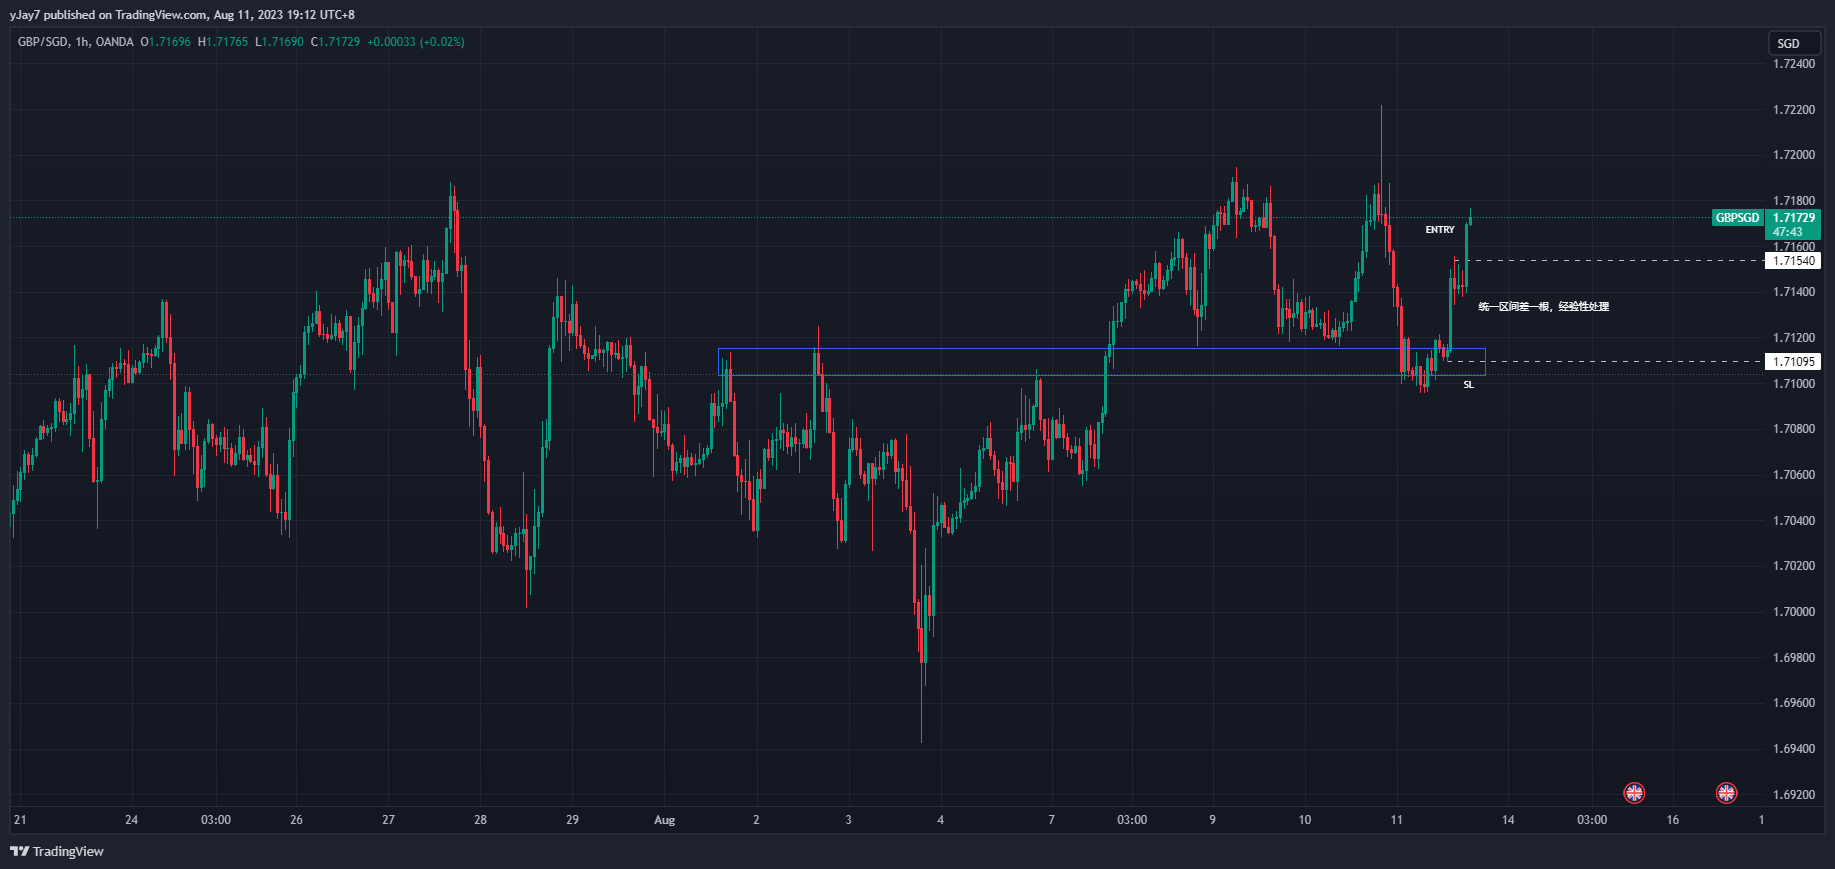 yJay7 published on TradingView.com, Aug 11, 2023 19:12 UTC+8
GBP/SGD, 1h, OANDA O1.71696 H1.71765 L1.71690 C1.71729 +0.00033 (+0.02%)
SGD
1.72400
1.72200
1.72000
1.71800
GBPSGD 1.71729
47:43
ENTRY
1.71600
1.71540
1.71400
统一区间差一根，经验性处理
1.71200
1.71095
1.71000
SL
1.70800
1.70600
1.70400
1.70200
1.70000
1.69800
1.69600
1.69400
1.69200
21 24 03:00 26 27 28 29 Aug 2 3 4 7 03:00 9 10 11 14 03:00 16 1
TradingView